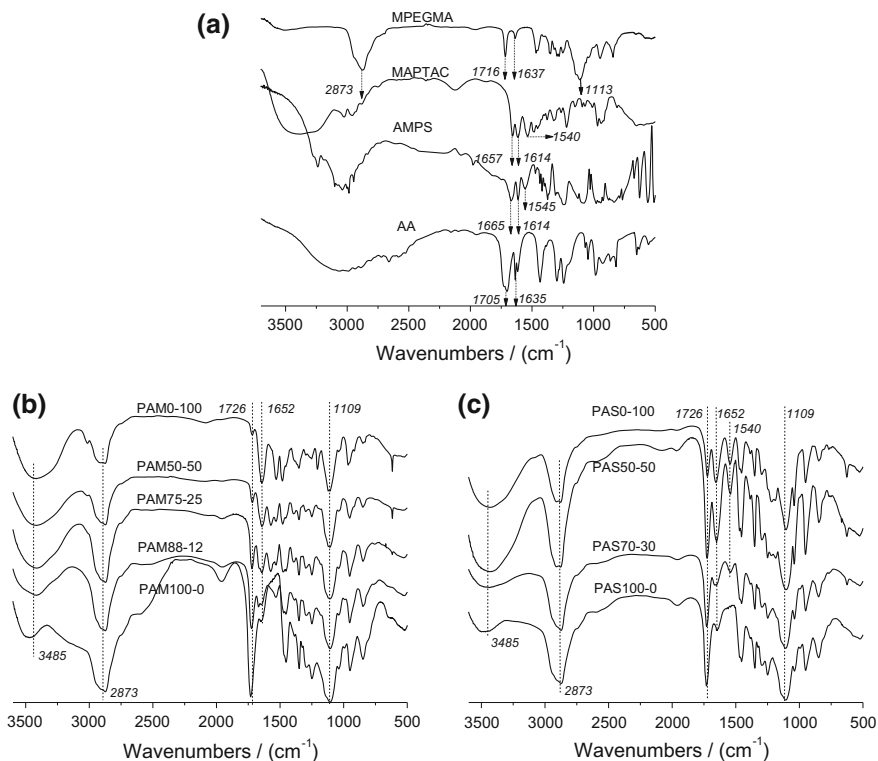 (a)
MPEGMA
MAPTAC
2873
1716
1637
1113
AMPS
1540
1657
1614
1545
AA
1665
1614
1705
1635
3500 3000 2500 2000 1500 1000 500
Wavenumbers / (cm⁻¹)
(b)
1726 1652 1109
PAM0-100
PAM50-50
PAM75-25
PAM88-12
PAM100-0
3485
2873
3500 3000 2500 2000 1500 1000 500
Wavenumbers / (cm⁻¹)
(c)
PAS0-100
1726 1652 1109
1540
PAS50-50
PAS70-30
PAS100-0
3485
2873
3500 3000 2500 2000 1500 1000 500
Wavenumbers / (cm⁻¹)